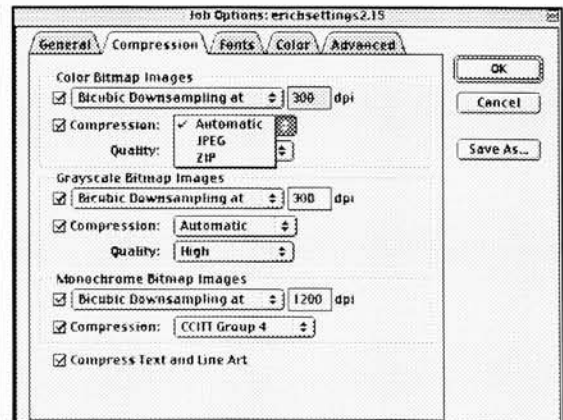 Job Options: erichsettings2.15
General Compression Fonts Color Advanced
Color Bitmap Images
Bicubic Downsampling at 300 dpi
Compression: Automatic
JPEG
ZIP
Quality:
Grayscale Bitmap Images
Bicubic Downsampling at 300 dpi
Compression: Automatic
Quality: High
Monochrome Bitmap Images
Bicubic Downsampling at 1200 dpi
Compression: CCITT Group 4
Compress Text and Line Art
OK
Cancel
Save As...